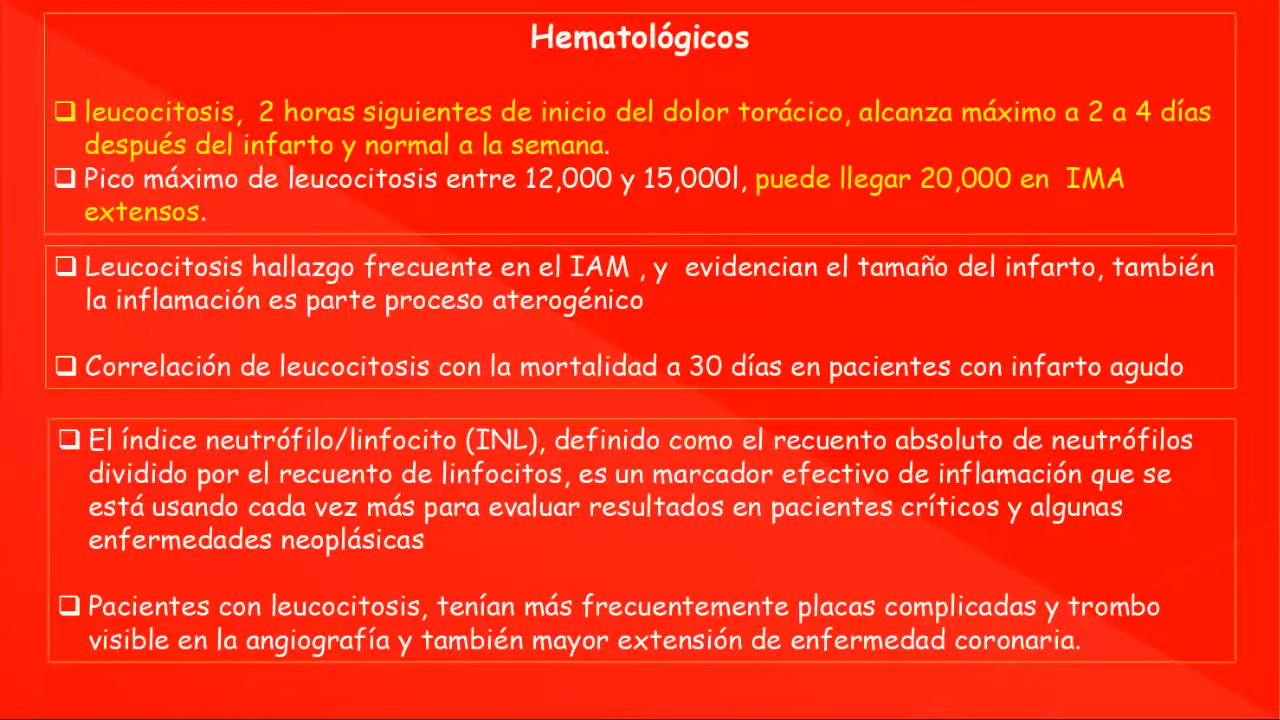 Hematológicos
❑ leucocitosis, 2 horas siguientes de inicio del dolor torácico, alcanza máximo a 2 a 4 días
después del infarto y normal a la semana.
❑ Pico máximo de leucocitosis entre 12,000 y 15,000l, puede llegar 20,000 en IMA
extensos.
❑ Leucocitosis hallazgo frecuente en el IAM , y evidencian el tamaño del infarto, también
la inflamación es parte proceso aterogénico
❑ Correlación de leucocitosis con la mortalidad a 30 días en pacientes con infarto agudo
❑ El índice neutrófilo/linfocito (INL), definido como el recuento absoluto de neutrófilos
dividido por el recuento de linfocitos, es un marcador efectivo de inflamación que se
está usando cada vez más para evaluar resultados en pacientes críticos y algunas
enfermedades neoplásicas
❑ Pacientes con leucocitosis, tenían más frecuentemente placas complicadas y trombo
visible en la angiografía y también mayor extensión de enfermedad coronaria.